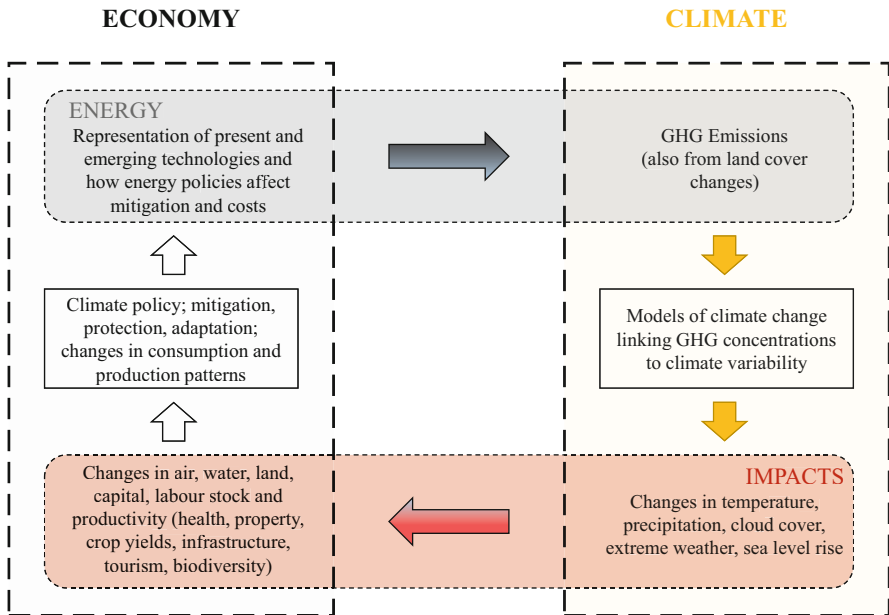 ECONOMY
CLIMATE
ENERGY
Representation of present and
emerging technologies and
how energy policies affect
mitigation and costs
GHG Emissions
(also from land cover
changes)
Climate policy; mitigation,
protection, adaptation;
changes in consumption and
production patterns
Models of climate change
linking GHG concentrations
to climate variability
Changes in air, water, land,
capital, labour stock and
productivity (health, property,
crop yields, infrastructure,
tourism, biodiversity)
IMPACTS
Changes in temperature,
precipitation, cloud cover,
extreme weather, sea level rise